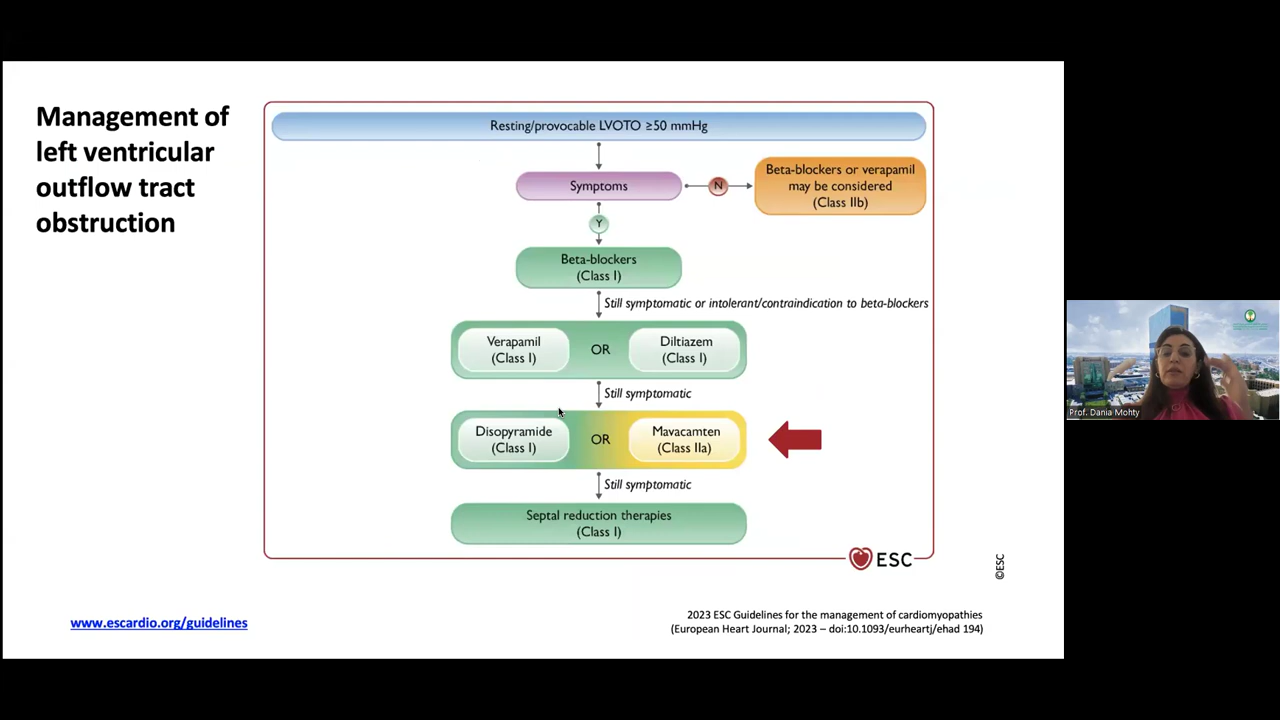 Management of
left ventricular
outflow tract
obstruction
Resting/provocable LVOTO ≥50 mmHg
Symptoms
N
Beta-blockers or verapamil
may be considered
(Class IIb)
Y
Beta-blockers
(Class I)
Still symptomatic or intolerant/contraindication to beta-blockers
Verapamil
(Class I)
OR
Diltiazem
(Class I)
Still symptomatic
Disopyramide
(Class I)
OR
Mavacamten
(Class IIa)
Still symptomatic
Septal reduction therapies
(Class I)
ESC
©ESC
www.escardio.org/guidelines
2023 ESC Guidelines for the management of cardiomyopathies
(European Heart Journal; 2023 – doi:10.1093/eurheartj/ehad 194)
Prof. Dania Mohty